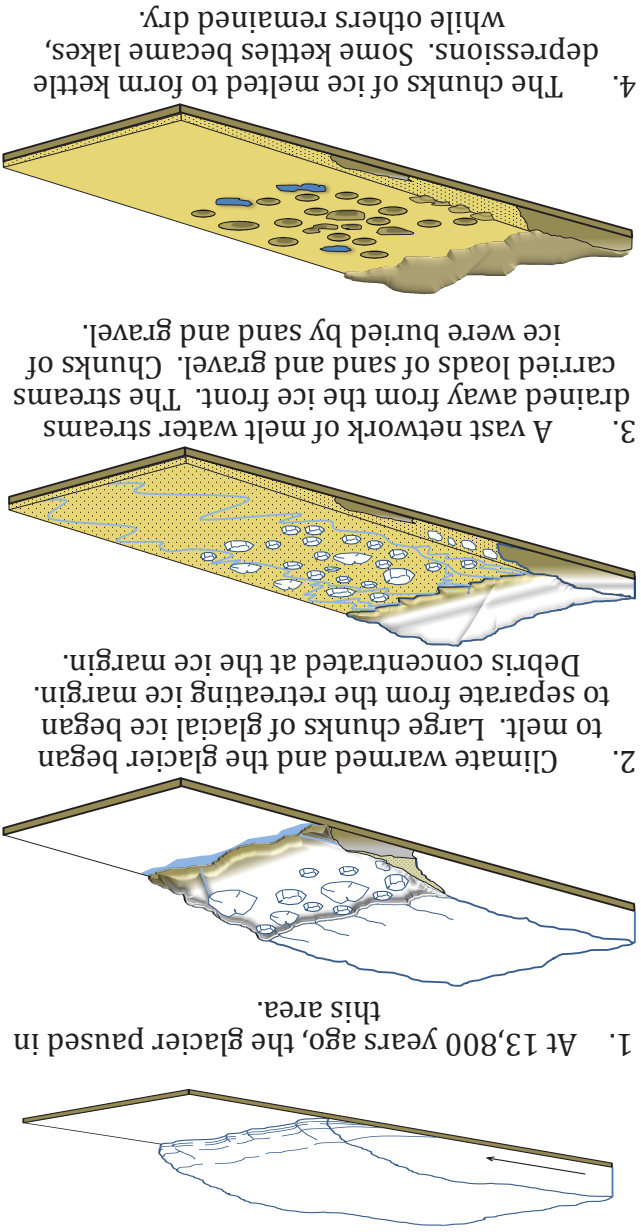 1. At 13,800 years ago, the glacier paused in
this area.
2. Climate warmed and the glacier began
to melt. Large chunks of glacial ice began
to separate from the retreating ice margin.
Debris concentrated at the ice margin.
3. A vast network of melt water streams
drained away from the ice front. The streams
carried loads of sand and gravel. Chunks of
ice were buried by sand and gravel.
4. The chunks of ice melted to form kettle
depressions. Some kettles became lakes,
while others remained dry.